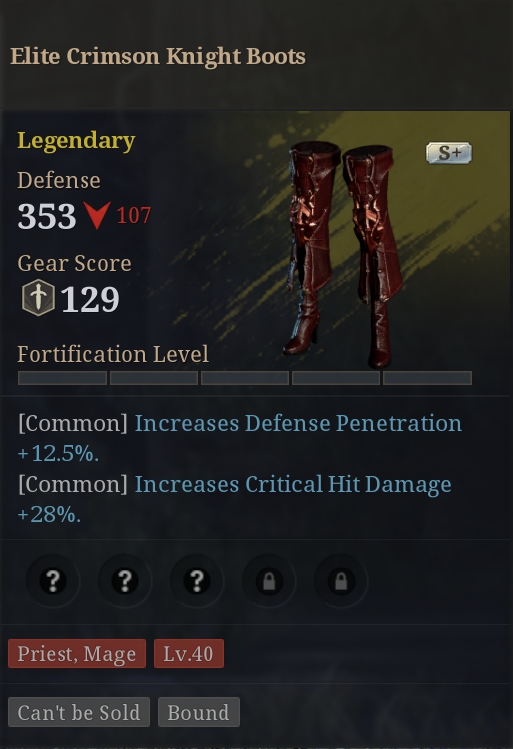 Elite Crimson Knight Boots
Legendary
S+
Defense
353 107
Gear Score
129
Fortification Level
[Common] Increases Defense Penetration
+12.5%.
[Common] Increases Critical Hit Damage
+28%.
? ? ?
Priest, Mage Lv.40
Can't be Sold Bound